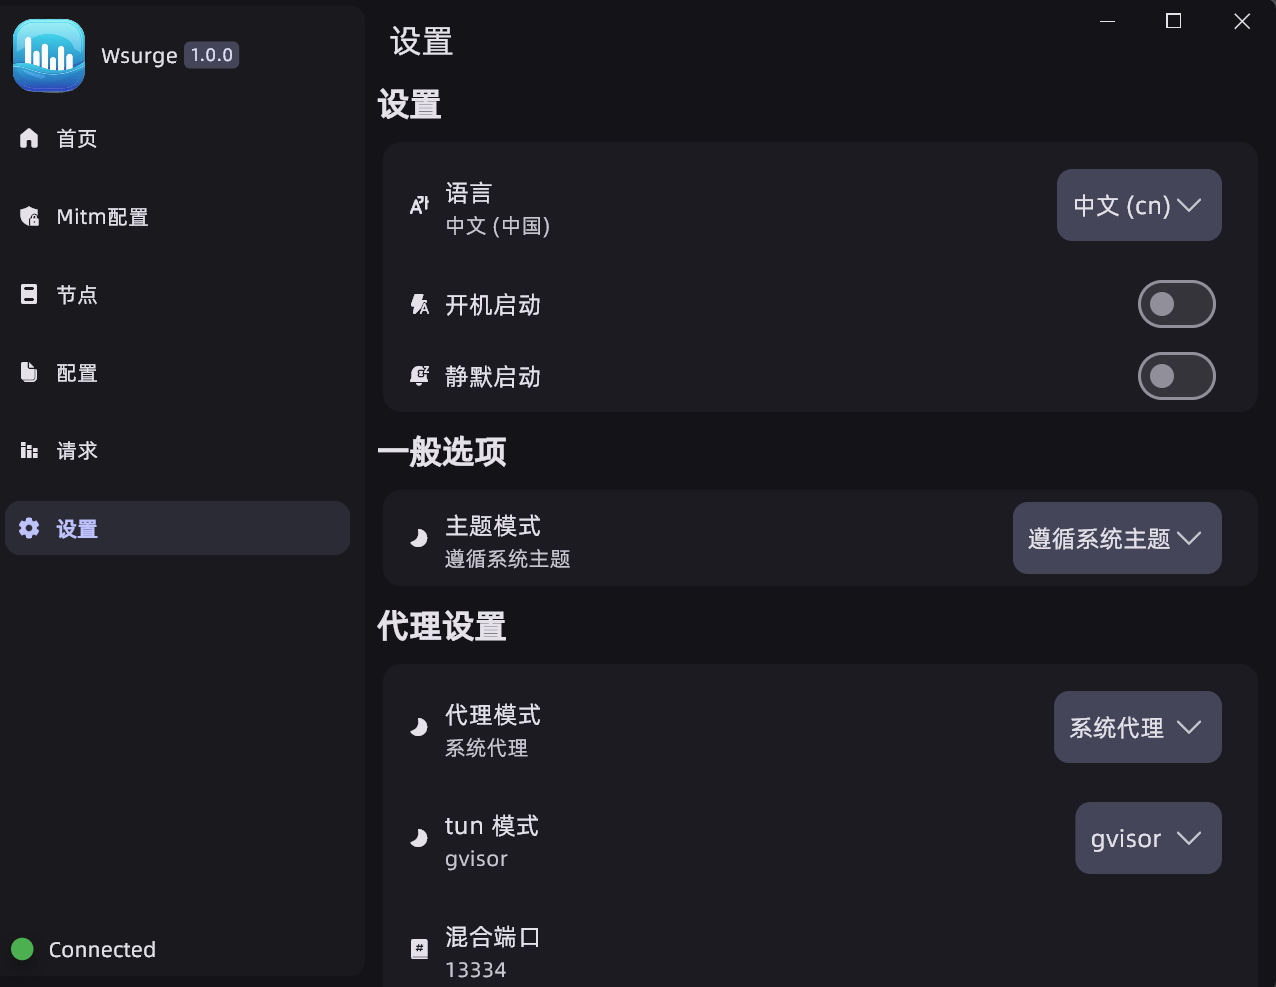 Wsurge 1.0.0
首页
Mitm配置
节点
配置
请求
设置
Connected
设置
设置
语言
中文 (中国)
中文 (cn)
开机启动
静默启动
一般选项
主题模式
遵循系统主题
遵循系统主题
代理设置
代理模式
系统代理
系统代理
tun 模式
gvisor
gvisor
混合端口
13334